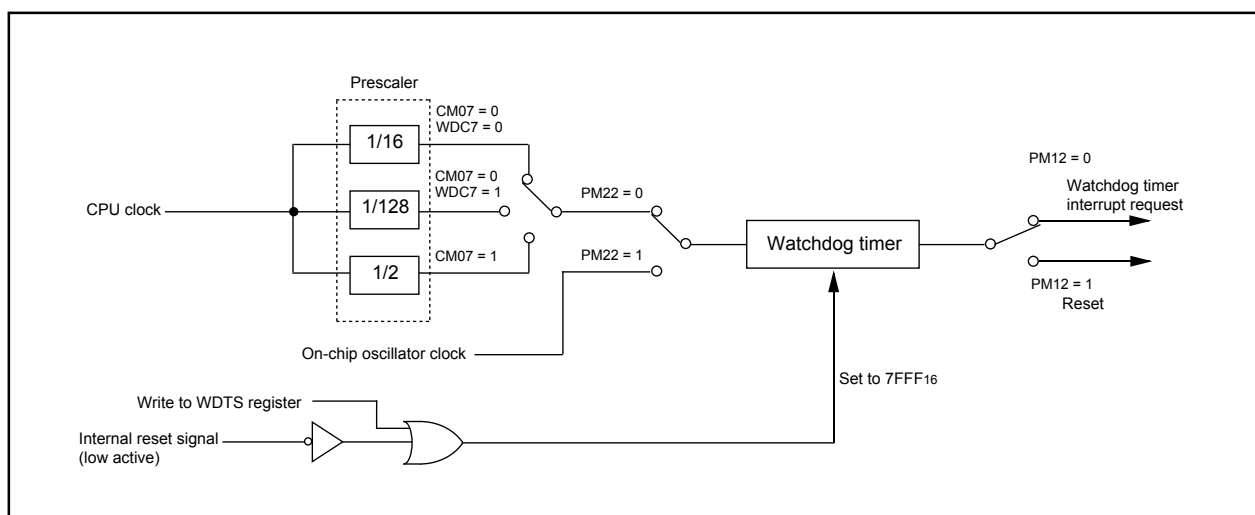 Prescaler
CM07 = 0
WDC7 = 0
1/16
CM07 = 0
WDC7 = 1
PM22 = 0
PM12 = 0
Watchdog timer
interrupt request
CPU clock
1/128
Watchdog timer
CM07 = 1
1/2
PM22 = 1
PM12 = 1
Reset
On-chip oscillator clock
Set to 7FFF16
Write to WDTS register
Internal reset signal
(low active)